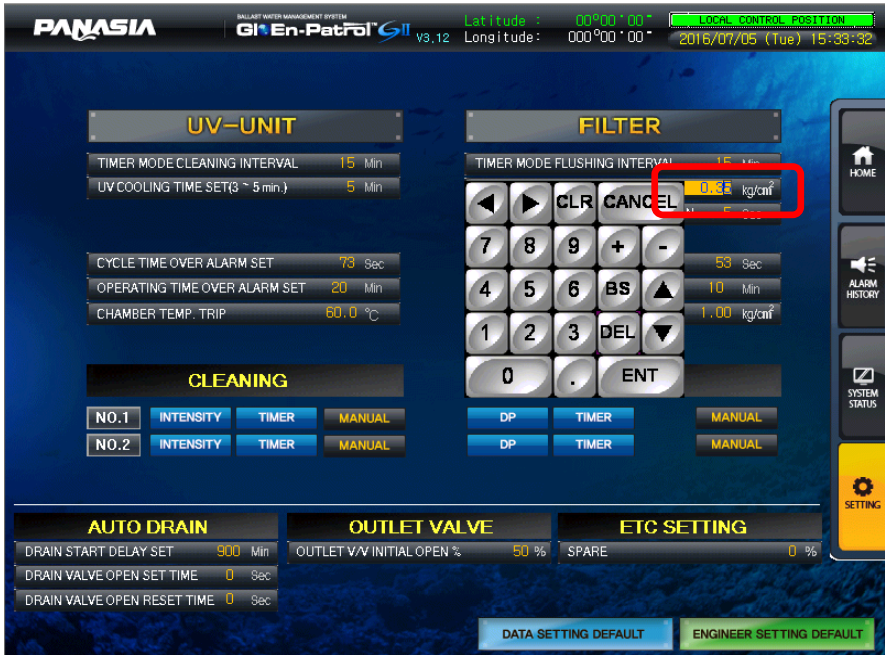 PANASIA
BALLAST WATER MANAGEMENT SYSTEM
GloEn-Patrol™ SII V3.12
Latitude : 00°00'00"
Longitude: 000°00'00"
LOCAL CONTROL POSITION
2016/07/05 (Tue) 15:33:32
UV-UNIT
TIMER MODE CLEANING INTERVAL 15 Min
UV COOLING TIME SET(3 ~ 5 min.) 5 Min
CYCLE TIME OVER ALARM SET 73 Sec
OPERATING TIME OVER ALARM SET 20 Min
CHAMBER TEMP. TRIP 60.0 ℃
FILTER
TIMER MODE FLUSHING INTERVAL 15 Min
0.35 kg/cm²
N 5 Sec
53 Sec
10 Min
1.00 kg/cm²
◀ ▶ CLR CANCEL
7 8 9 + -
4 5 6 BS ▲
1 2 3 DEL ▼
0 . ENT
CLEANING
NO.1 INTENSITY TIMER MANUAL DP TIMER MANUAL
NO.2 INTENSITY TIMER MANUAL DP TIMER MANUAL
AUTO DRAIN
DRAIN START DELAY SET 900 Min
DRAIN VALVE OPEN SET TIME 0 Sec
DRAIN VALVE OPEN RESET TIME 0 Sec
OUTLET VALVE
OUTLET V/V INITIAL OPEN % 50 %
ETC SETTING
SPARE 0 %
DATA SETTING DEFAULT
ENGINEER SETTING DEFAULT
HOME
ALARM
HISTORY
SYSTEM
STATUS
SETTING